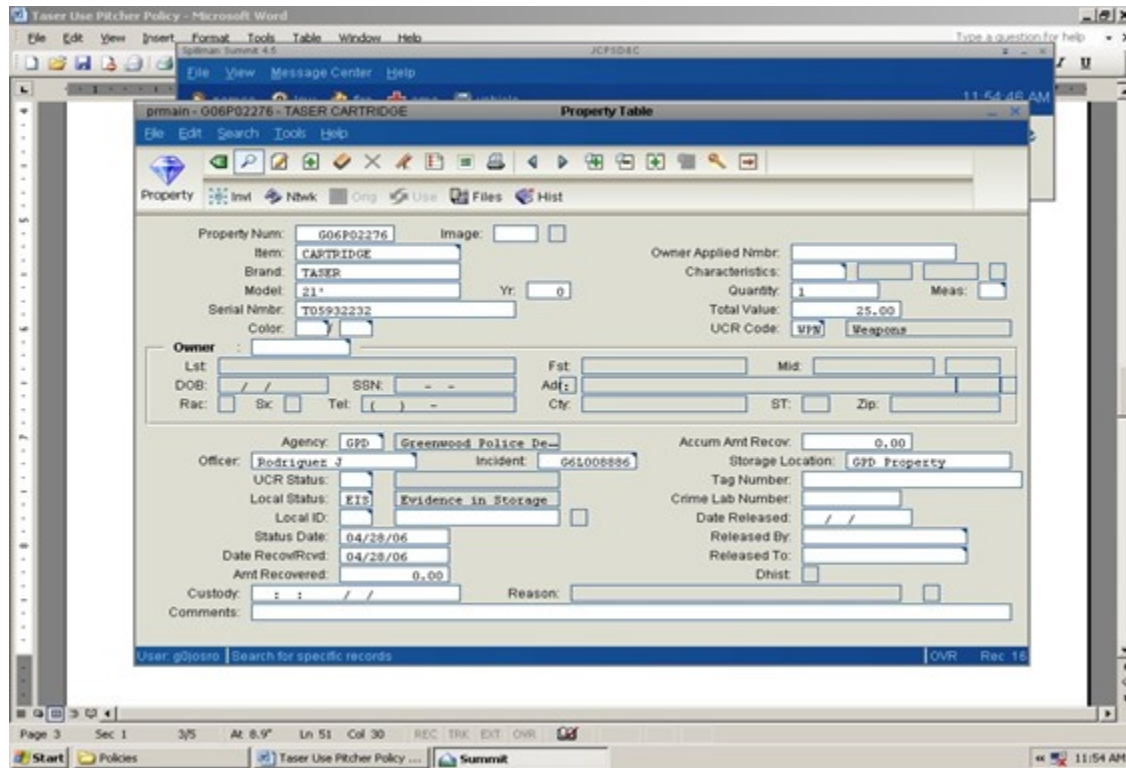 Taser Use Pitcher Policy - Microsoft Word
File Edit View Insert Format Tools Table Window Help Type a question for help
Spillman Summit 4.5 JCPSD&C
File View Message Center Help
names vehicle 11:54:46 AM
prmain - G06P02276 - TASER CARTRIDGE Property Table
File Edit Search Tools Help
Property Invl Ntwk Orig Use Files Hist
Property Num: G06P02276 Image:
Item: CARTRIDGE Owner Applied Nmbr:
Brand: TASER Characteristics:
Model: 21' Yr: 0 Quantity: 1 Meas:
Serial Nmbr: T05932232 Total Value: 25.00
Color: / UCR Code: WPN Weapons
Owner :
Lst: Fst: Mid:
DOB: / / SSN: - - Adr:
Rac: Sx: Tel: ( ) - Cty: ST: Zip:
Agency: GPD Greenwood Police De… Accum Amt Recov: 0.00
Officer: Rodriguez J Incident: G6L008886 Storage Location: GPD Property
UCR Status: Tag Number:
Local Status: EIS Evidence in Storage Crime Lab Number:
Local ID: Date Released: / /
Status Date: 04/28/06 Released By:
Date Recov/Rcvd: 04/28/06 Released To:
Amt Recovered: 0.00 Dhist:
Custody: : : / / Reason:
Comments:
User: g0josro Search for specific records OVR Rec 16
Page 3 Sec 1 3/5 At 8.9" Ln 51 Col 30 REC TRK EXT OVR
Start Policies Taser Use Pitcher Policy .... Summit 11:54 AM